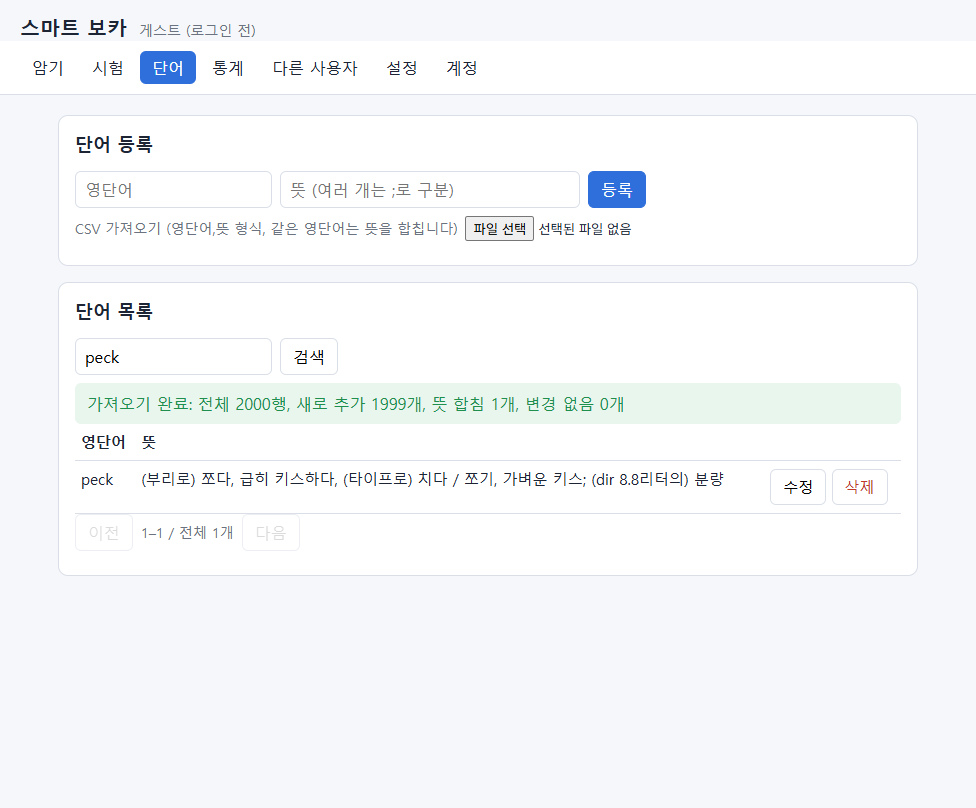 스마트 보카 게스트 (로그인 전)
암기 시험 단어 통계 다른 사용자 설정 계정
단어 등록
영단어 뜻 (여러 개는 ;로 구분) 등록
CSV 가져오기 (영단어,뜻 형식, 같은 영단어는 뜻을 합칩니다) 파일 선택 선택된 파일 없음
단어 목록
peck 검색
가져오기 완료: 전체 2000행, 새로 추가 1999개, 뜻 합침 1개, 변경 없음 0개
영단어 뜻
peck (부리로) 쪼다, 급히 키스하다, (타이프로) 치다 / 쪼기, 가벼운 키스; (dir 8.8리터의) 분량 수정 삭제
이전 1–1 / 전체 1개 다음